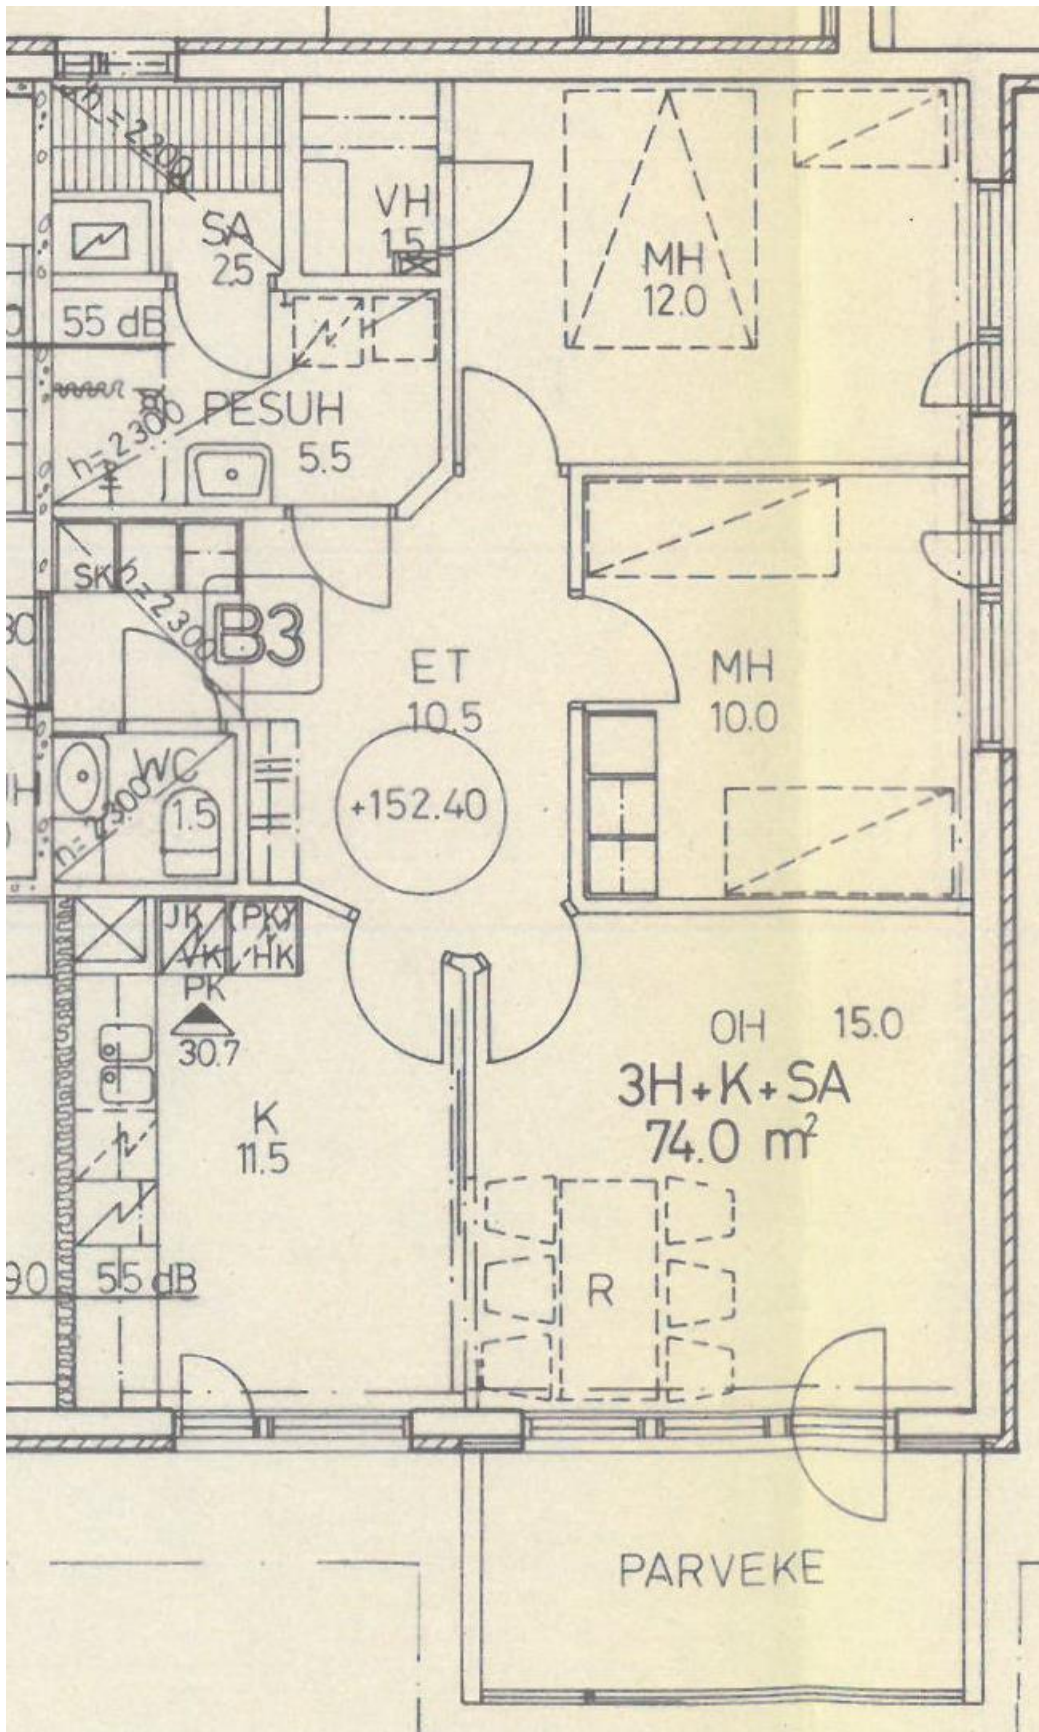 h=2200
SA
2.5
VH
1.5
MH
12.0
55 dB
PESUH
5.5
h=2300
SK
h=2300
B3
ET
10.5
MH
10.0
WC
1.5
h=2300
+152.40
JK
VK
(PK)
HK
PK
30.7
OH 15.0
3H+K+SA
74.0 m²
K
11.5
90 55 dB
R
PARVEKE